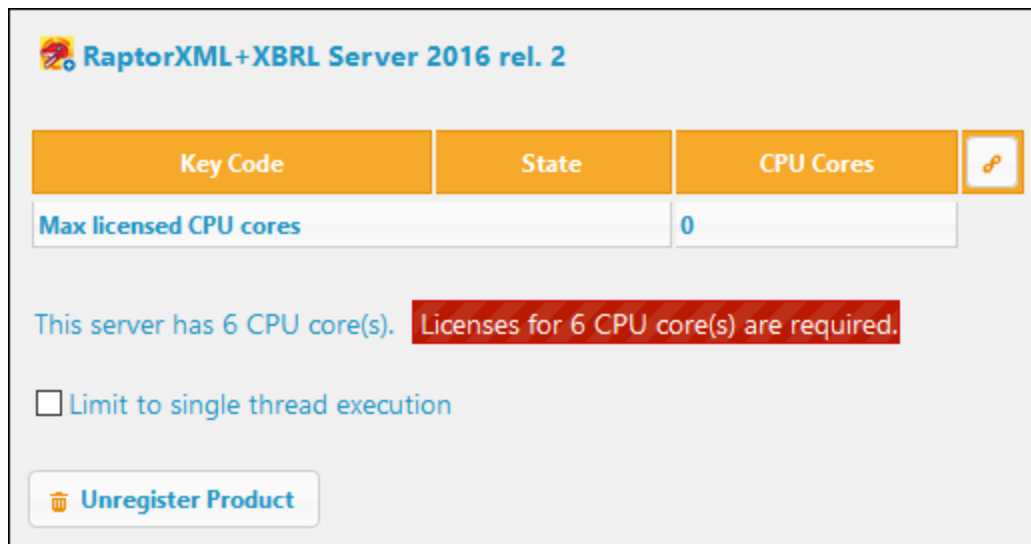 RaptorXML+XBRL Server 2016 rel. 2
Key Code State CPU Cores
Max licensed CPU cores 0
This server has 6 CPU core(s). Licenses for 6 CPU core(s) are required.
Limit to single thread execution
Unregister Product